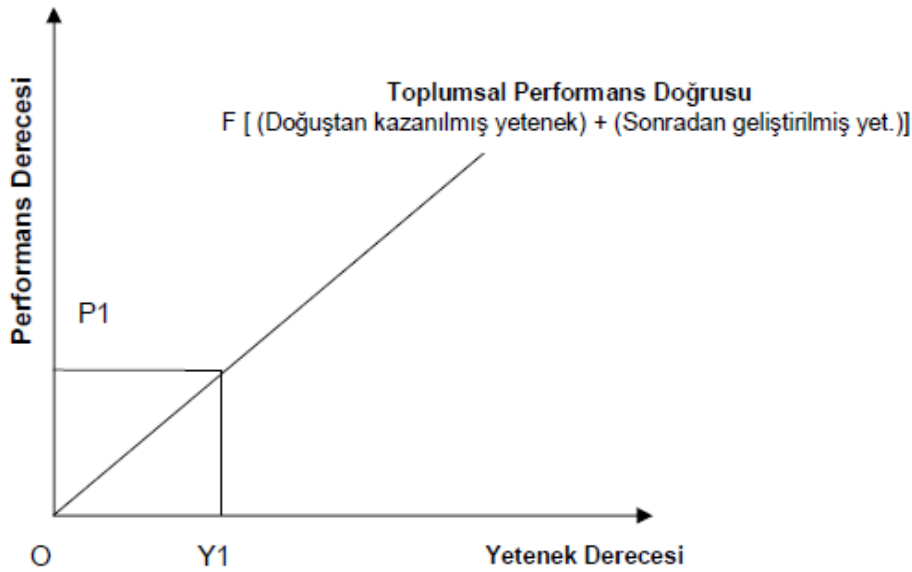 Toplumsal Performans Doğrusu
F [ (Doğuştan kazanılmış yetenek) + (Sonradan geliştirilmiş yet.)]
Performans Derecesi
P1
O
Y1
Yetenek Derecesi